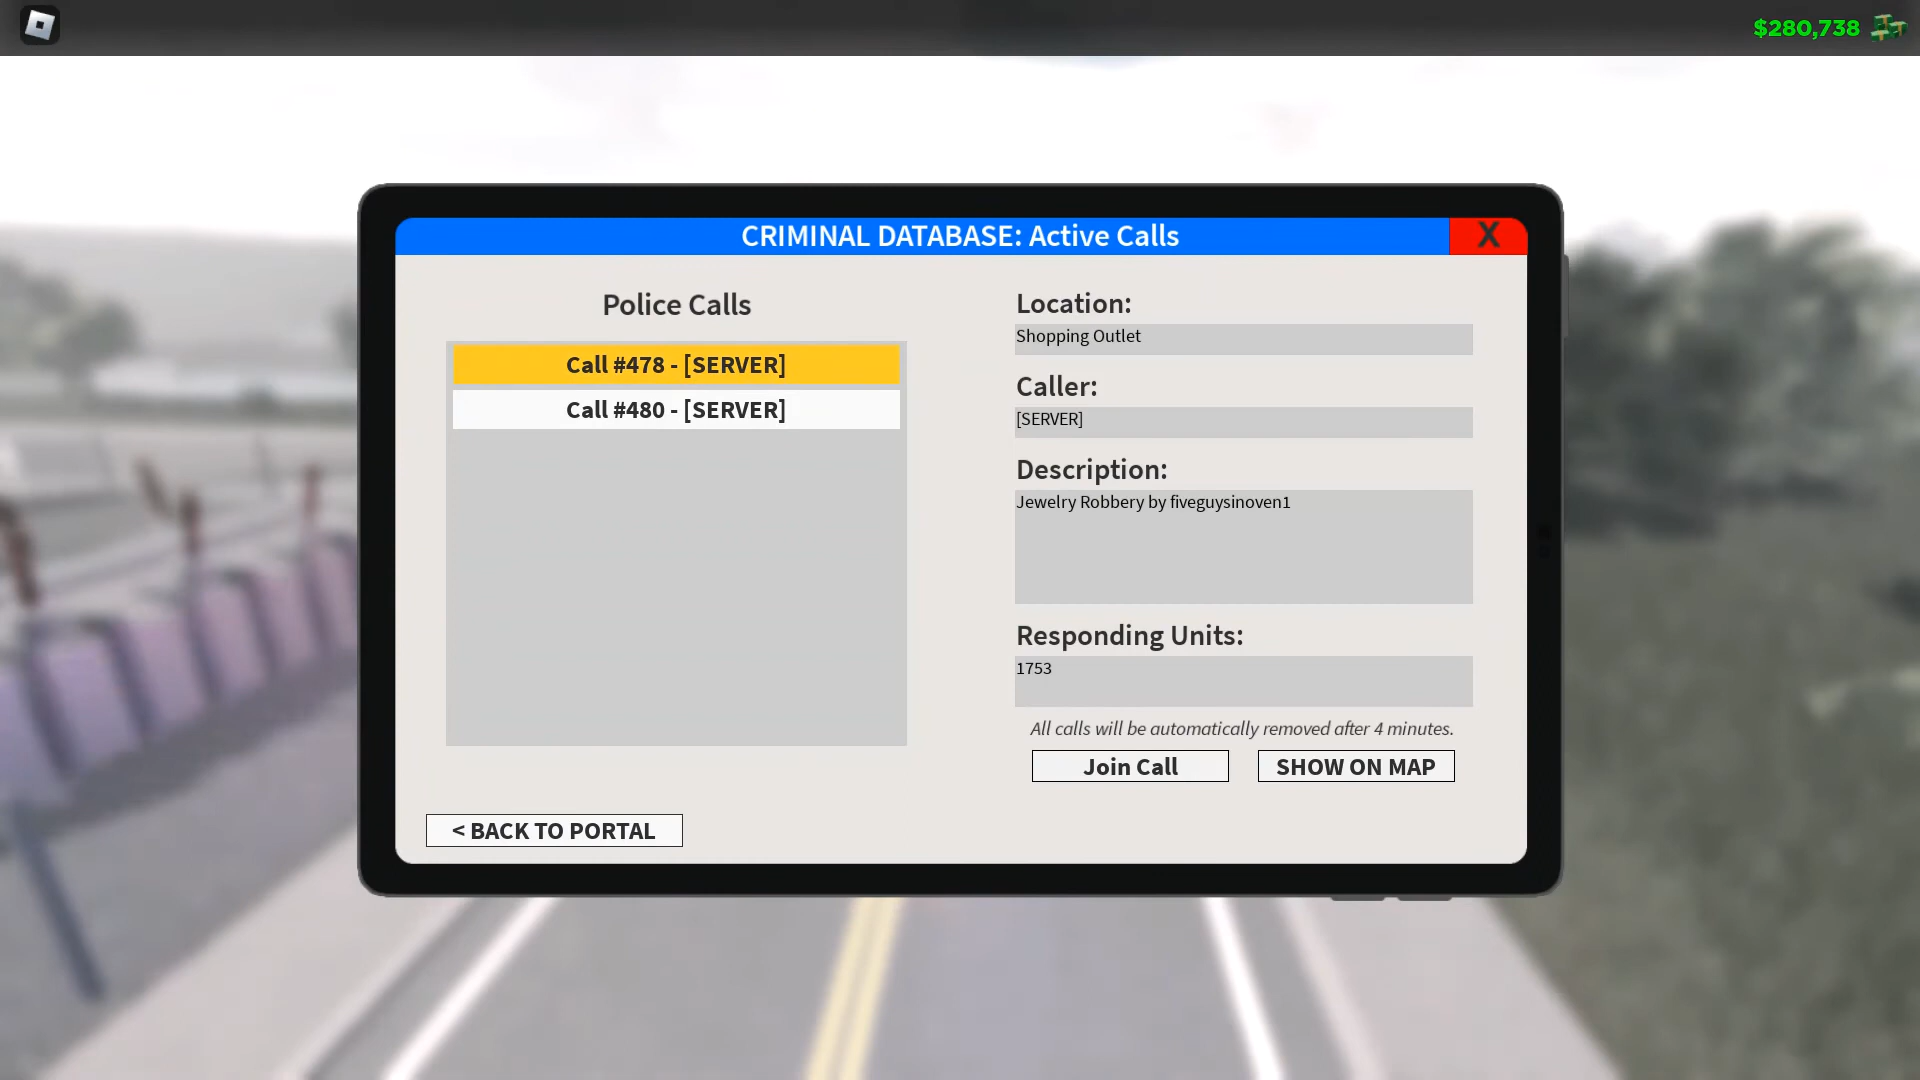 $280,738
CRIMINAL DATABASE: Active Calls
X
Police Calls
Call #478 - [SERVER]
Call #480 - [SERVER]
Location:
Shopping Outlet
Caller:
[SERVER]
Description:
Jewelry Robbery by fiveguysinoven1
Responding Units:
1753
All calls will be automatically removed after 4 minutes.
Join Call
SHOW ON MAP
< BACK TO PORTAL